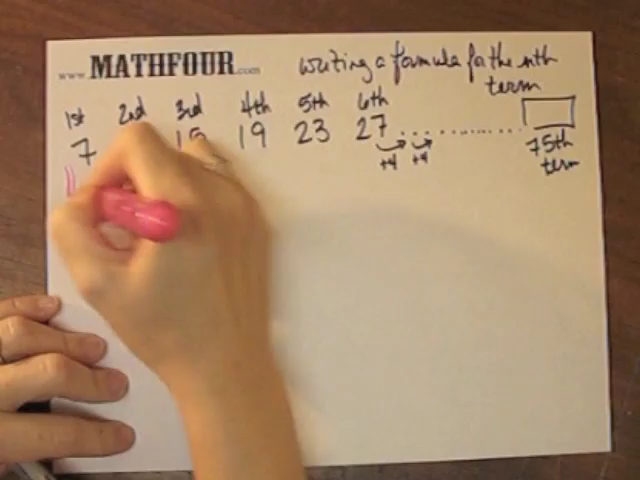 www.MATHFOUR.com writing a formula for the nth
term
1st 2nd 3rd 4th 5th 6th
7 15 19 23 27 ..............
+4 +4 75th
term